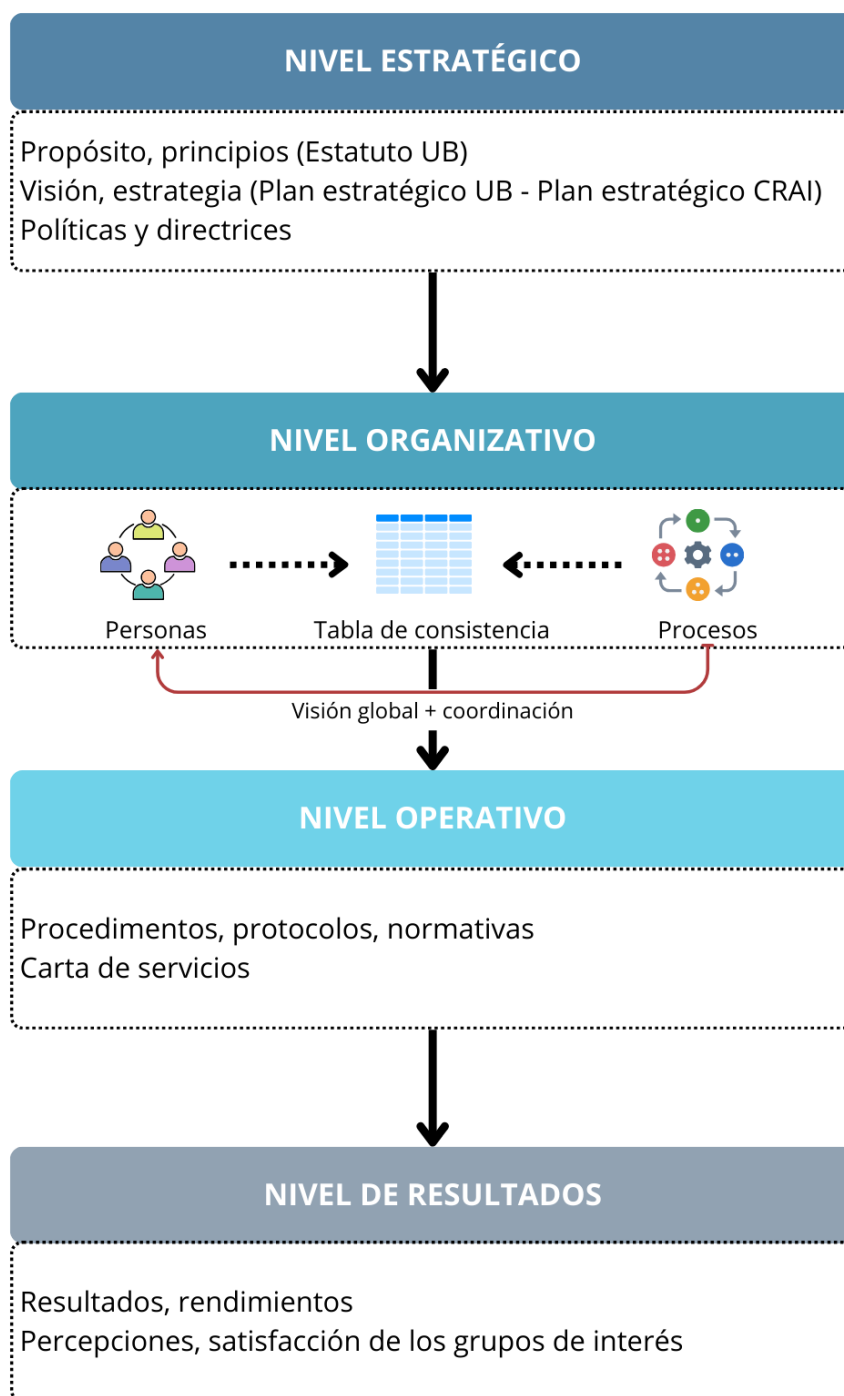 NIVEL ESTRATÉGICO
Propósito, principios (Estatuto UB)
Visión, estrategia (Plan estratégico UB - Plan estratégico CRAI)
Políticas y directrices
NIVEL ORGANIZATIVO
Personas
Tabla de consistencia
Procesos
Visión global + coordinación
NIVEL OPERATIVO
Procedimentos, protocolos, normativas
Carta de servicios
NIVEL DE RESULTADOS
Resultados, rendimientos
Percepciones, satisfacción de los grupos de interés